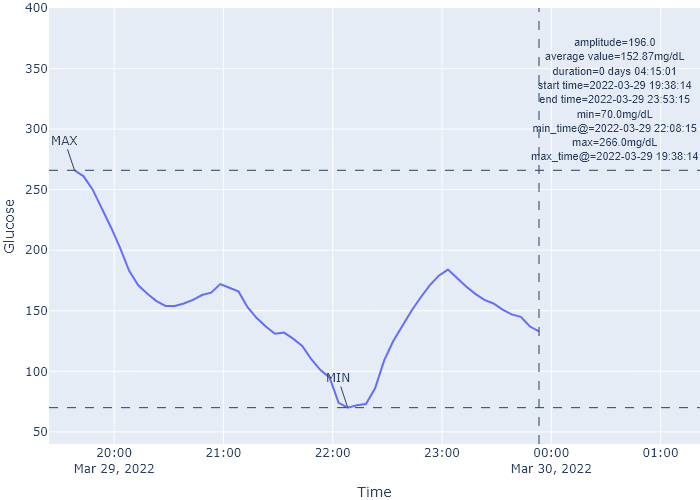 400
350
300
250
200
150
100
50
Glucose
MAX
MIN
amplitude=196.0
average value=152.87mg/dL
duration=0 days 04:15:01
start time=2022-03-29 19:38:14
end time=2022-03-29 23:53:15
min=70.0mg/dL
min_time@=2022-03-29 22:08:15
max=266.0mg/dL
max_time@=2022-03-29 19:38:14
20:00 21:00 22:00 23:00 00:00 01:00
Mar 29, 2022 Mar 30, 2022
Time